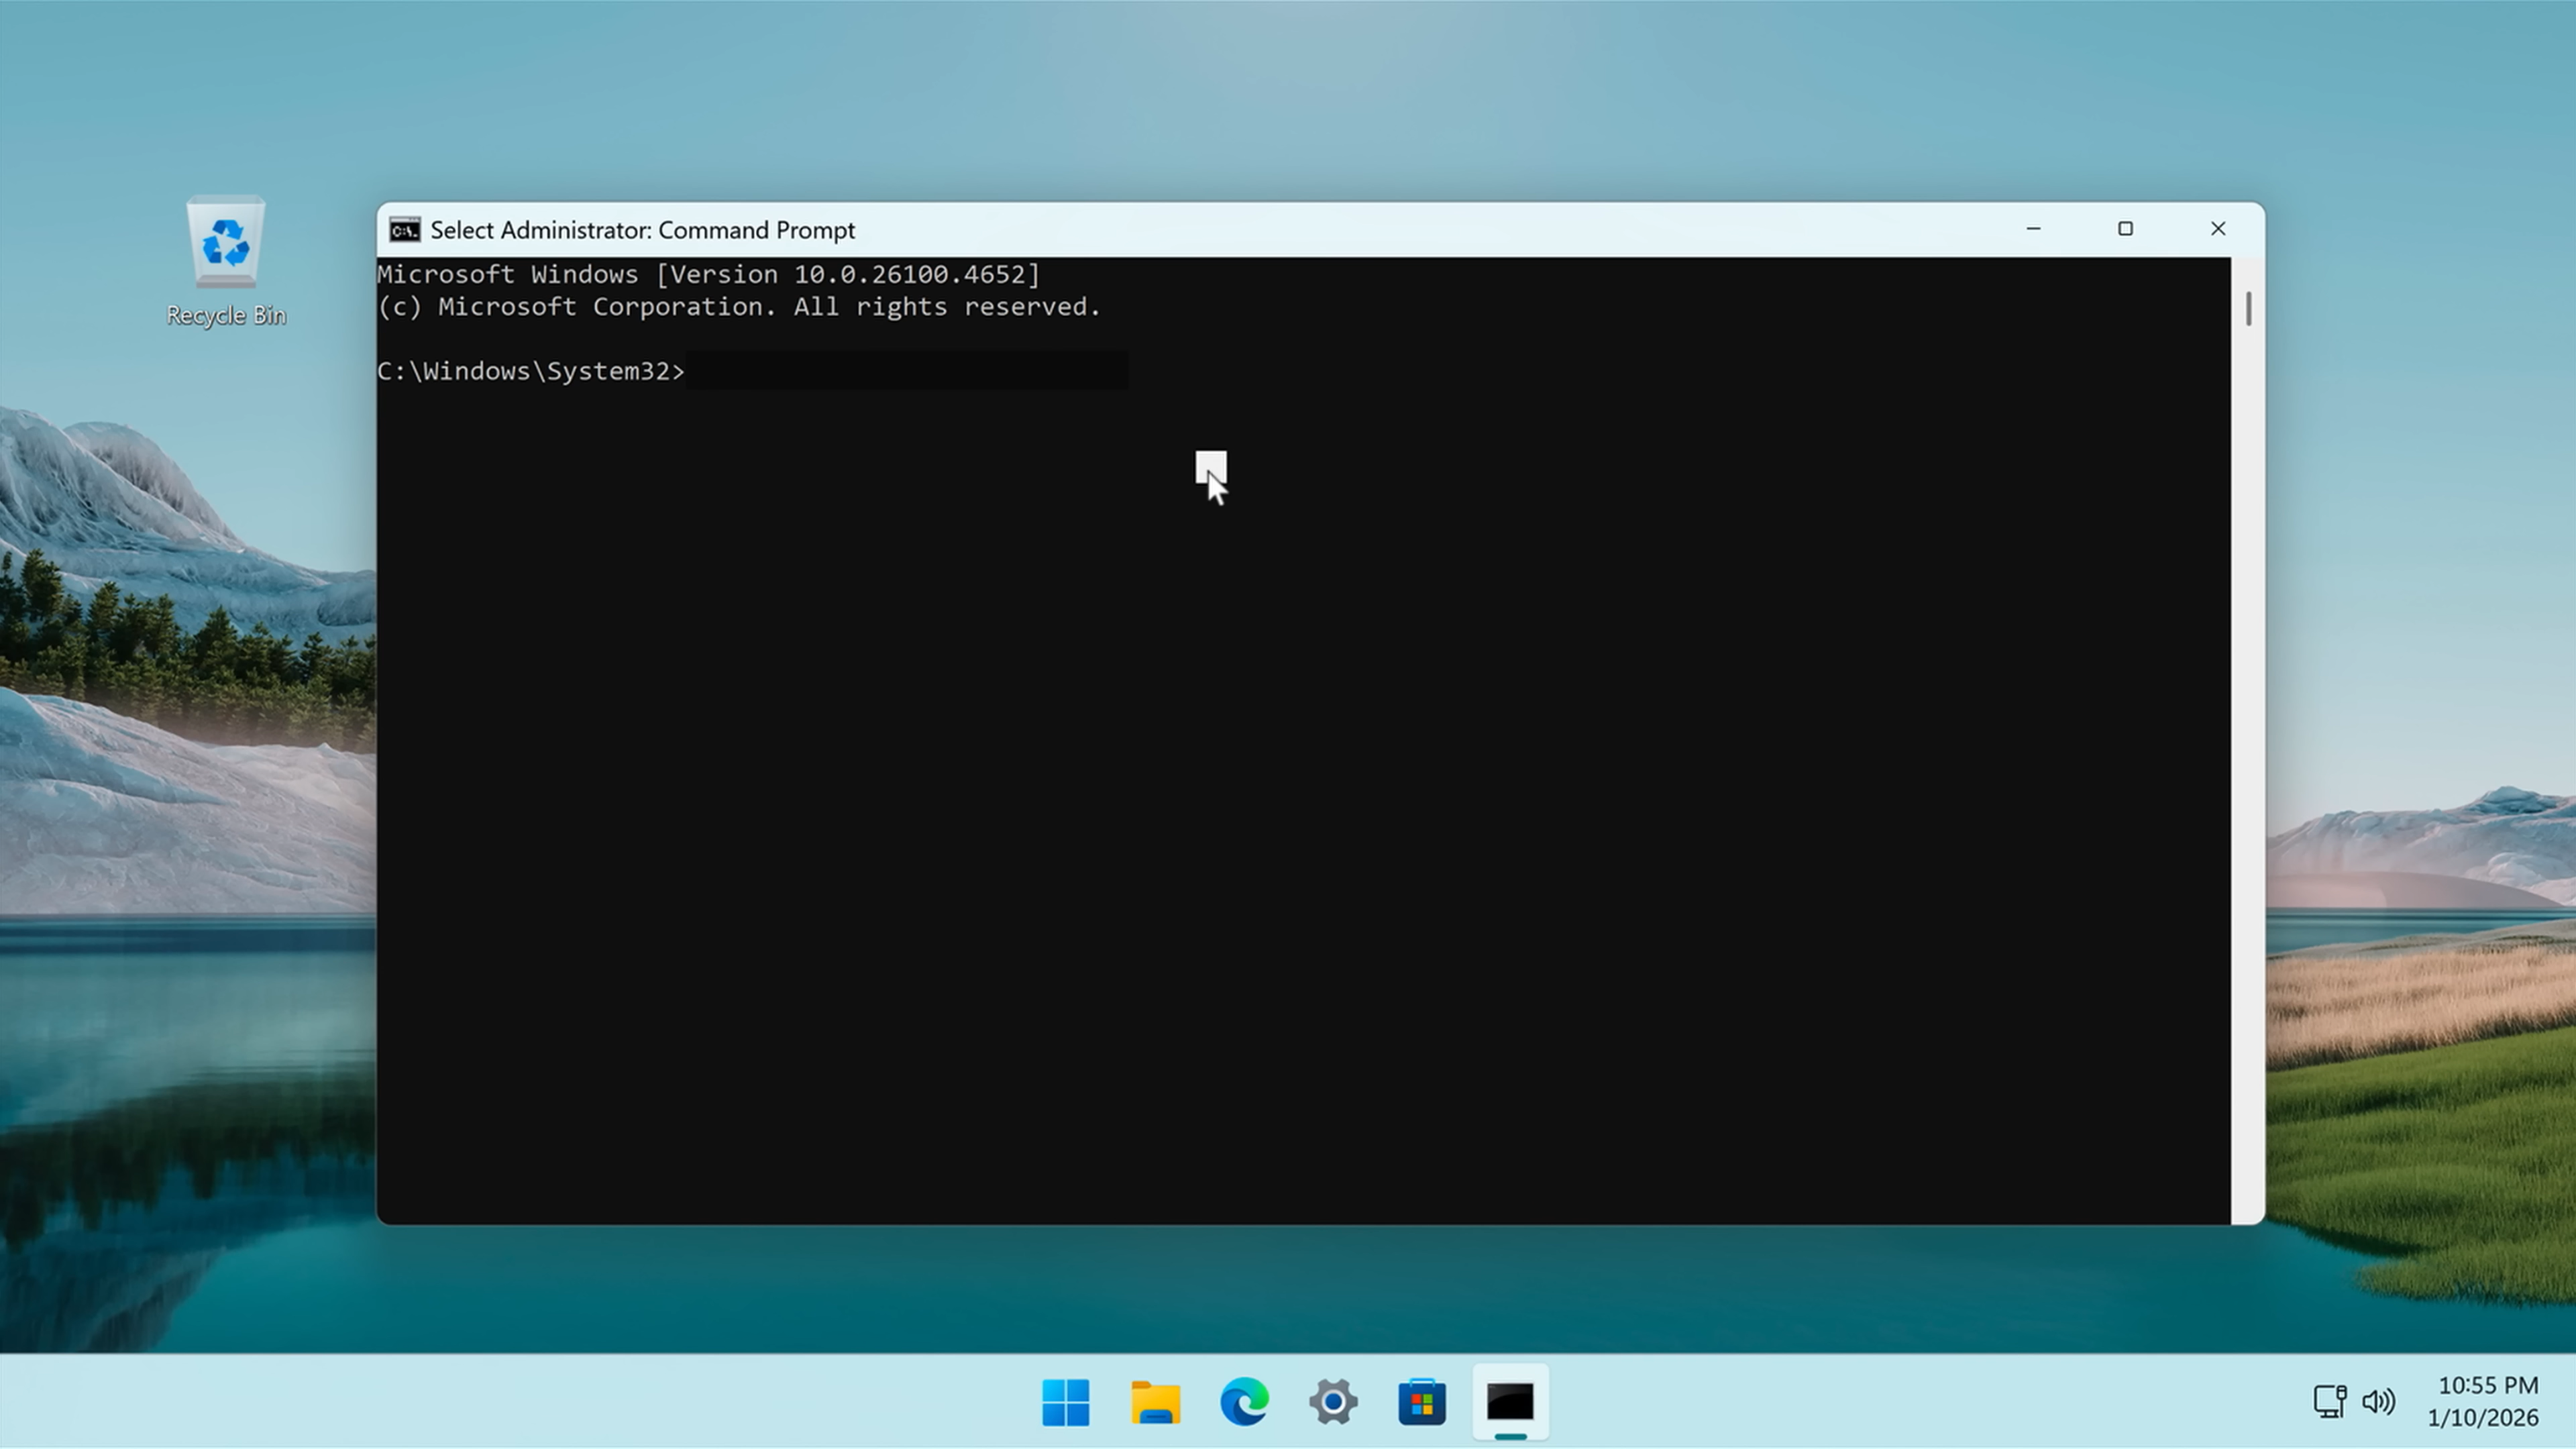 Recycle Bin
Select Administrator: Command Prompt
Microsoft Windows [Version 10.0.26100.4652]
(c) Microsoft Corporation. All rights reserved.
C:\Windows\System32>
10:55 PM
1/10/2026